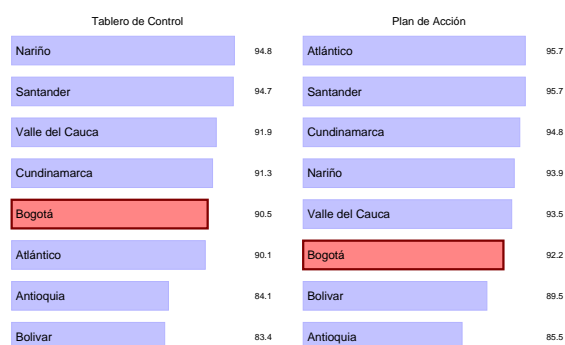 Tablero de Control
Nariño 94.8
Santander 94.7
Valle del Cauca 91.9
Cundinamarca 91.3
Bogotá 90.5
Atlántico 90.1
Antioquia 84.1
Bolivar 83.4
Plan de Acción
Atlántico 95.7
Santander 95.7
Cundinamarca 94.8
Nariño 93.9
Valle del Cauca 93.5
Bogotá 92.2
Bolivar 89.5
Antioquia 85.5